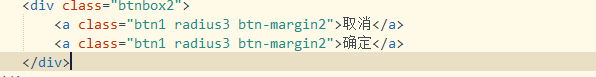 <div class="btnbox2">
<a class="btn1 radius3 btn-margin2">取消</a>
<a class="btn1 radius3 btn-margin2">确定</a>
</div>